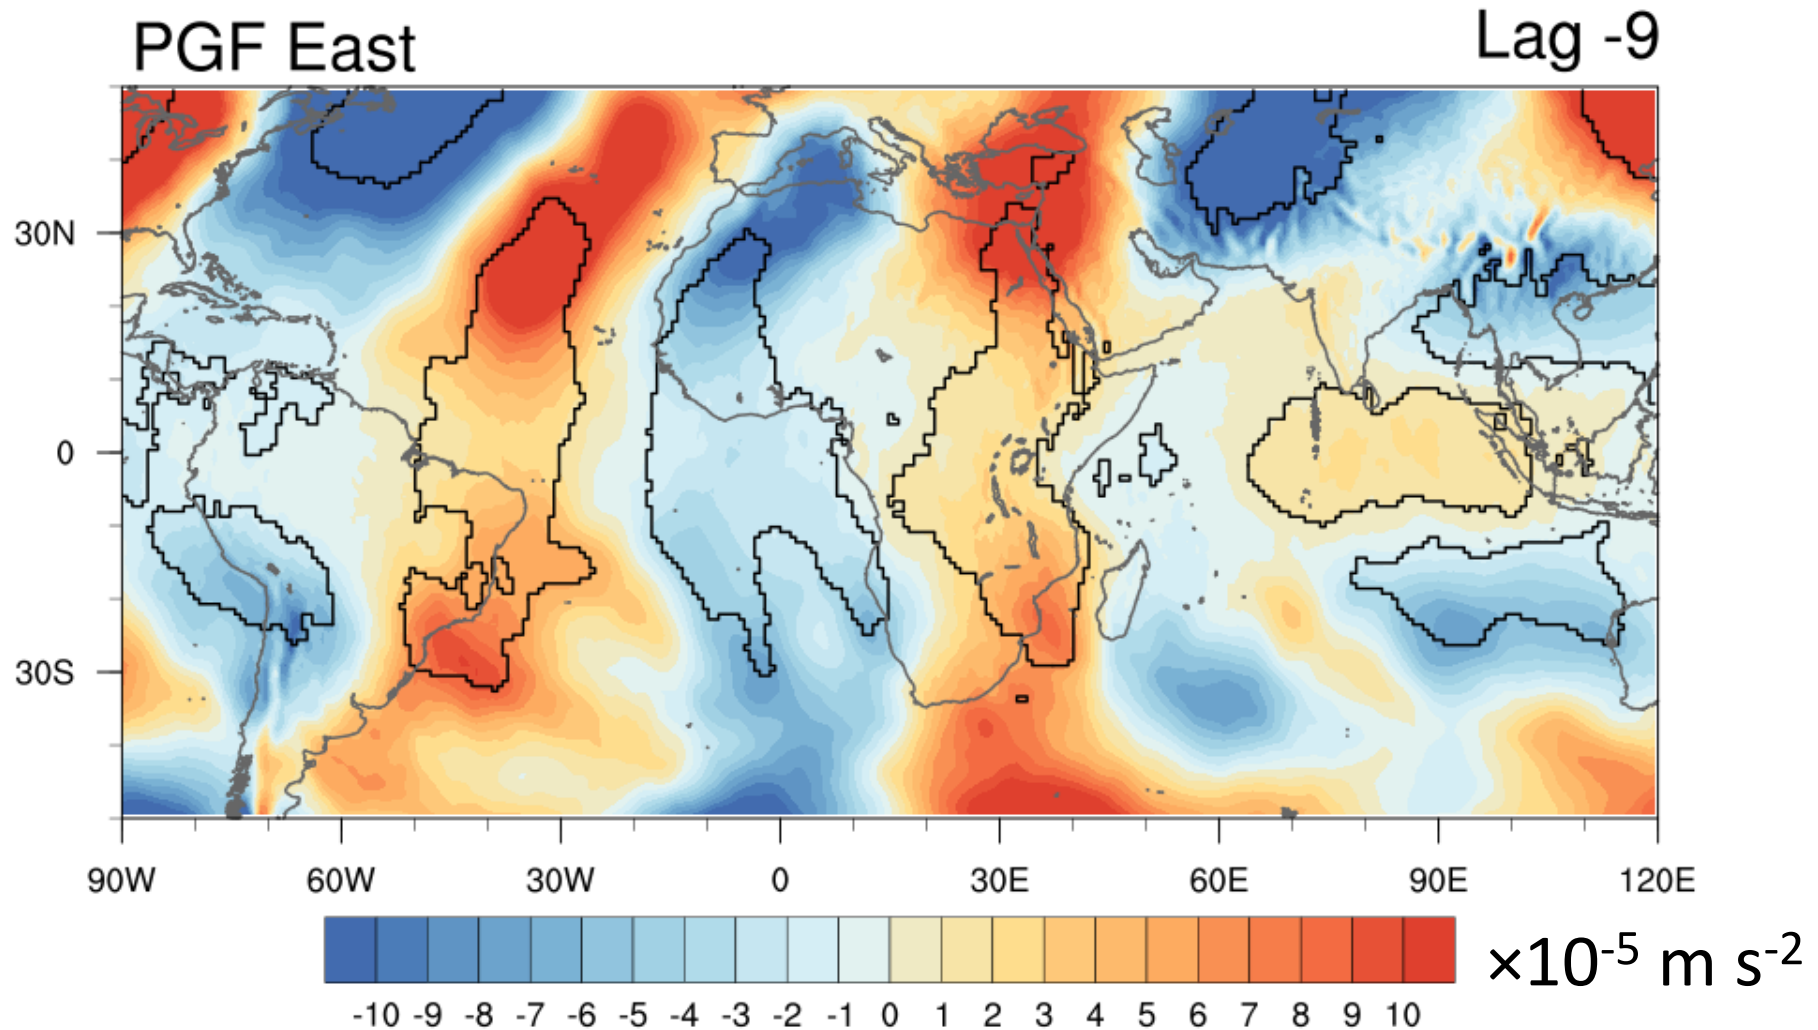 PGF East Lag -9
30N
0
30S
90W 60W 30W 0 30E 60E 90E 120E
-10 -9 -8 -7 -6 -5 -4 -3 -2 -1 0 1 2 3 4 5 6 7 8 9 10
×10⁻⁵ m s⁻²